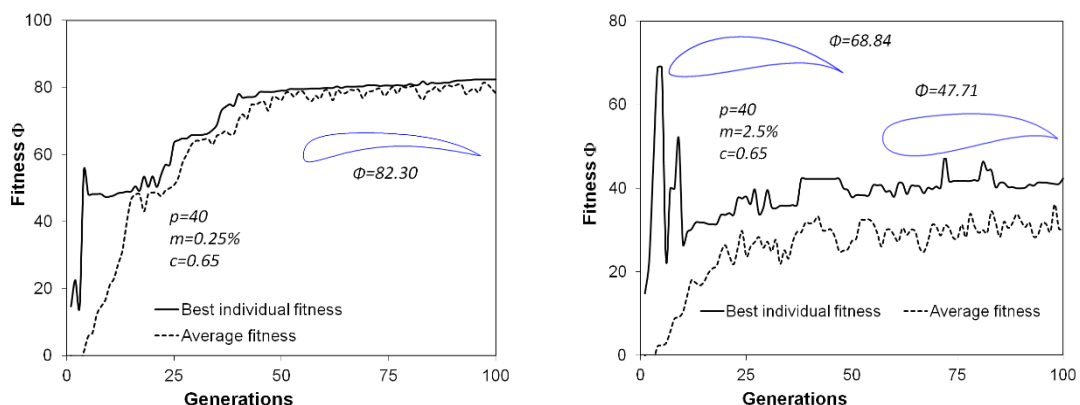 100
80
60
40
20
0
Fitness Φ
Φ=82.30
p=40
m=0.25%
c=0.65
Best individual fitness
Average fitness
0
25
50
75
100
Generations
80
60
40
20
0
Fitness Φ
Φ=68.84
Φ=47.71
p=40
m=2.5%
c=0.65
Best individual fitness
Average fitness
0
25
50
75
100
Generations